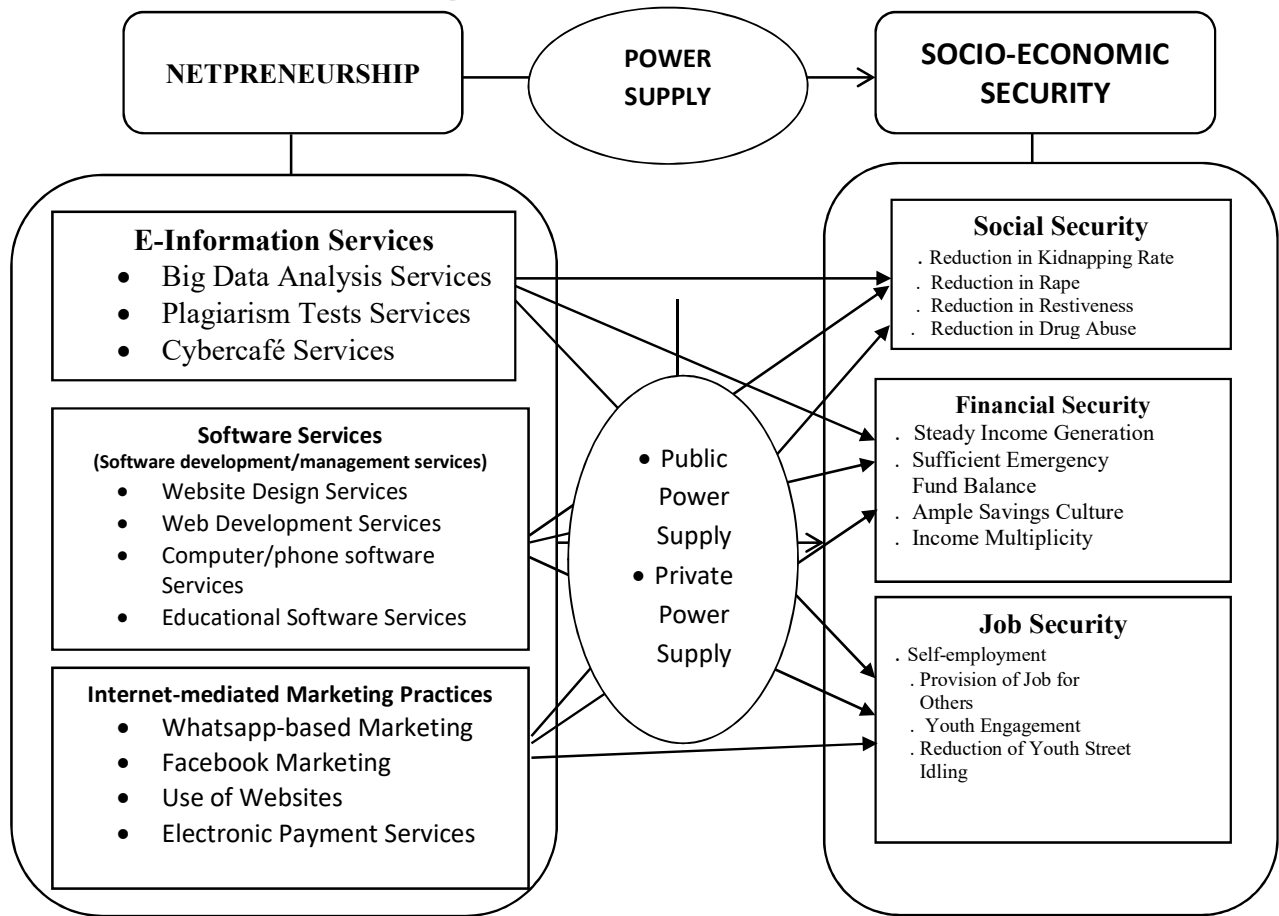 NETPRENEURSHIP
POWER
SUPPLY
SOCIO-ECONOMIC
SECURITY
E-Information Services
• Big Data Analysis Services
• Plagiarism Tests Services
• Cybercafé Services
Software Services
(Software development/management services)
• Website Design Services
• Web Development Services
• Computer/phone software
Services
• Educational Software Services
Internet-mediated Marketing Practices
• Whatsapp-based Marketing
• Facebook Marketing
• Use of Websites
• Electronic Payment Services
• Public
Power
Supply
• Private
Power
Supply
Social Security
. Reduction in Kidnapping Rate
. Reduction in Rape
. Reduction in Restiveness
. Reduction in Drug Abuse
Financial Security
. Steady Income Generation
. Sufficient Emergency
Fund Balance
. Ample Savings Culture
. Income Multiplicity
Job Security
. Self-employment
. Provision of Job for
Others
. Youth Engagement
. Reduction of Youth Street
Idling